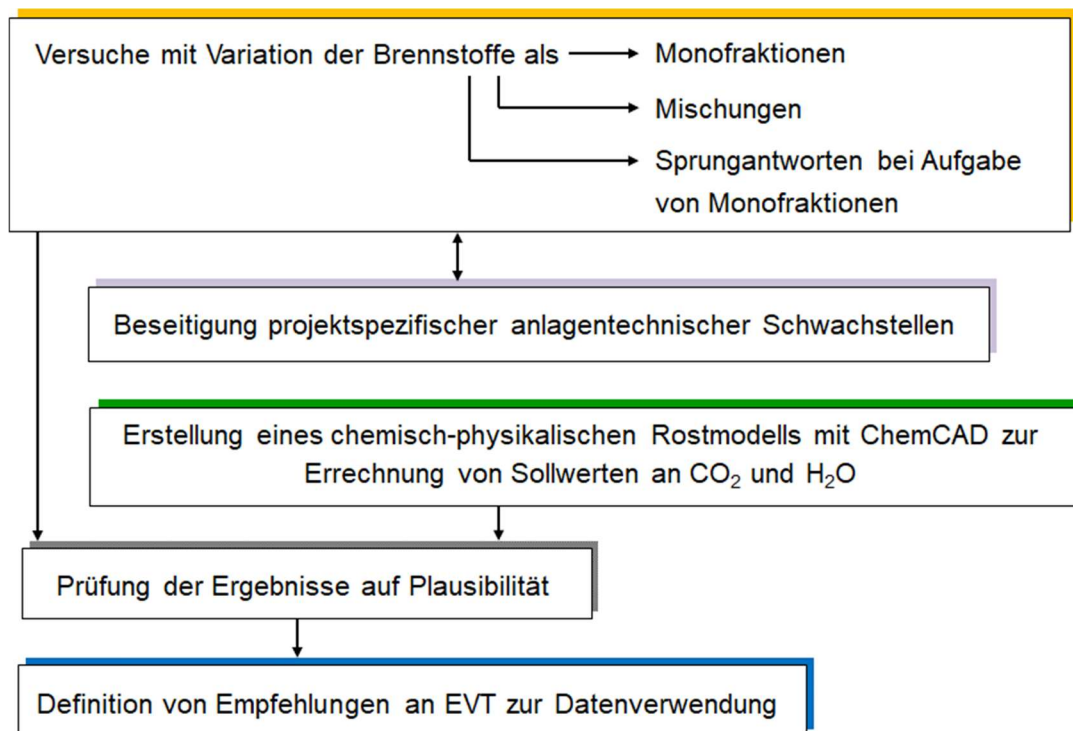 Versuche mit Variation der Brennstoffe als
Monofraktionen
Mischungen
Sprungantworten bei Aufgabe
von Monofraktionen
Beseitigung projektspezifischer anlagentechnischer Schwachstellen
Erstellung eines chemisch-physikalischen Rostmodells mit ChemCAD zur
Errechnung von Sollwerten an CO₂ und H₂O
Prüfung der Ergebnisse auf Plausibilität
Definition von Empfehlungen an EVT zur Datenverwendung